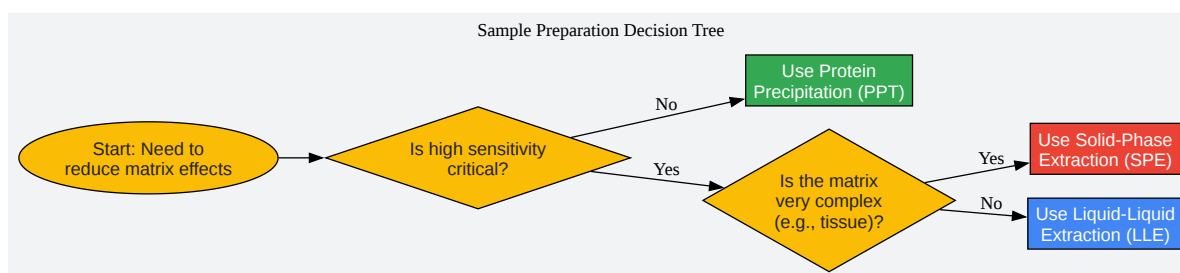 Sample Preparation Decision Tree
Start: Need to
reduce matrix effects
Is high sensitivity
critical?
No
Use Protein
Precipitation (PPT)
Yes
Is the matrix
very complex
(e.g., tissue)?
Yes
Use Solid-Phase
Extraction (SPE)
No
Use Liquid-Liquid
Extraction (LLE)